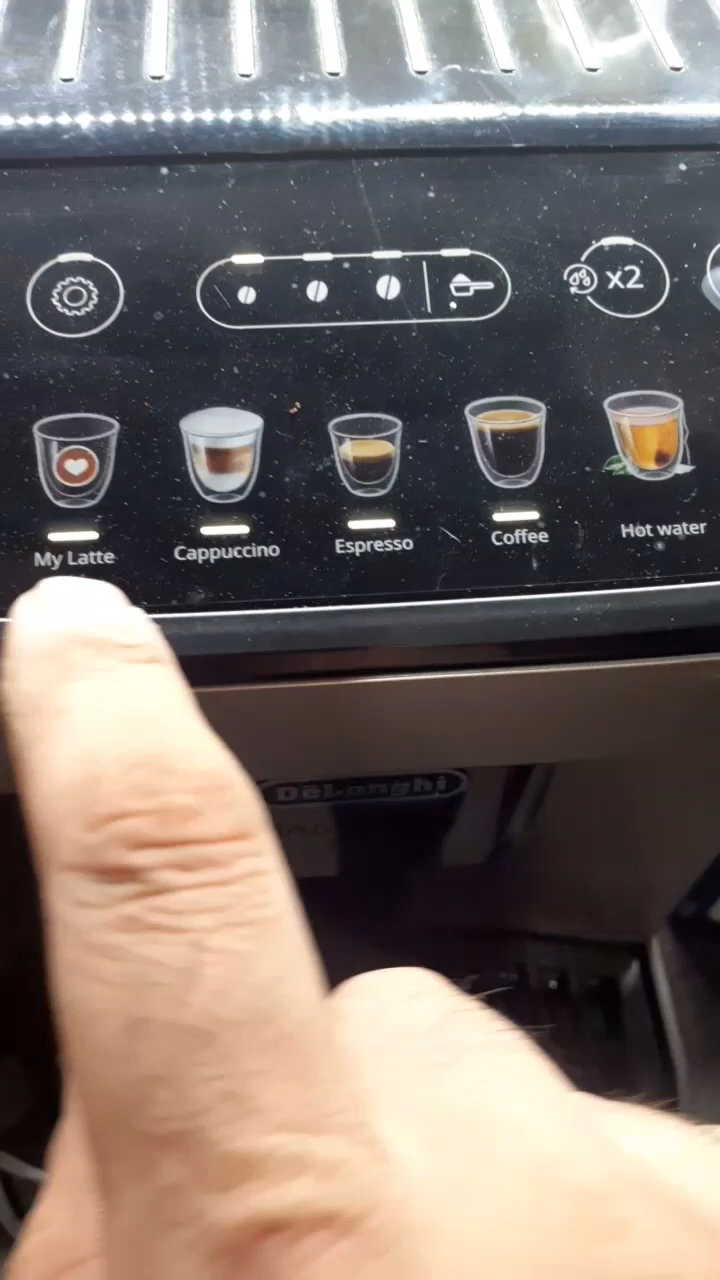 x2
My Latte
Cappuccino
Espresso
Coffee
Hot water
DeLonghi